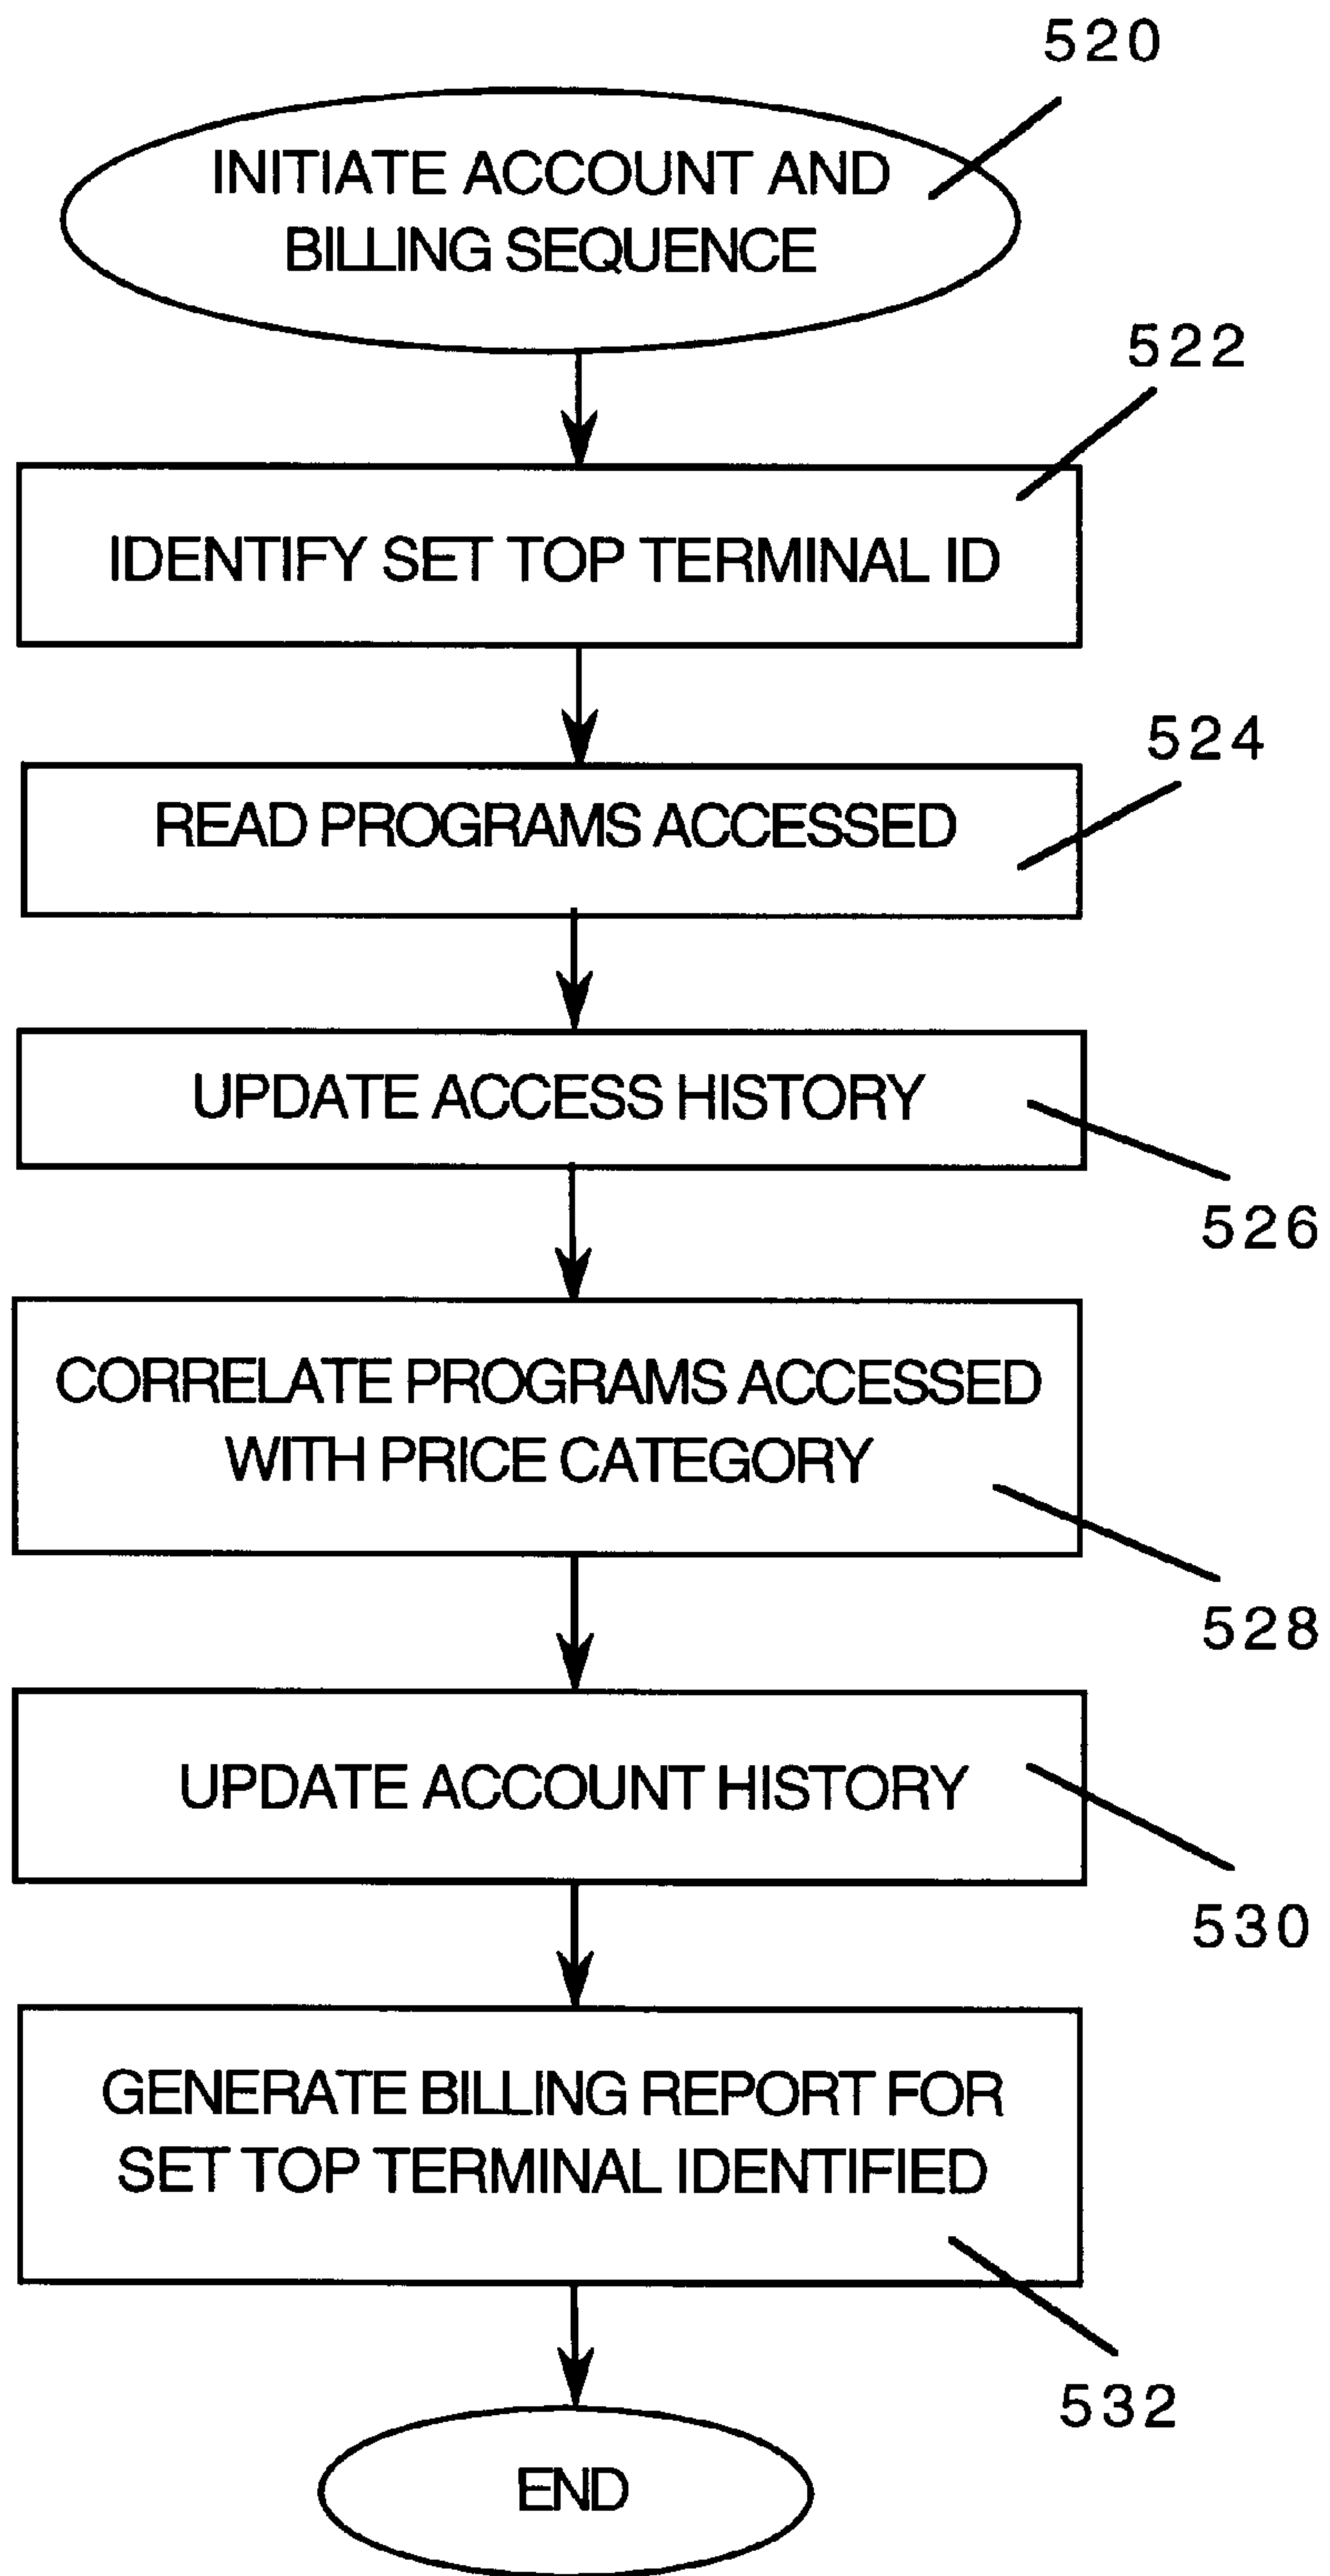 520
INITIATE ACCOUNT AND
BILLING SEQUENCE
522
IDENTIFY SET TOP TERMINAL ID
524
READ PROGRAMS ACCESSED
UPDATE ACCESS HISTORY
526
CORRELATE PROGRAMS ACCESSED
WITH PRICE CATEGORY
528
UPDATE ACCOUNT HISTORY
530
GENERATE BILLING REPORT FOR
SET TOP TERMINAL IDENTIFIED
532
END